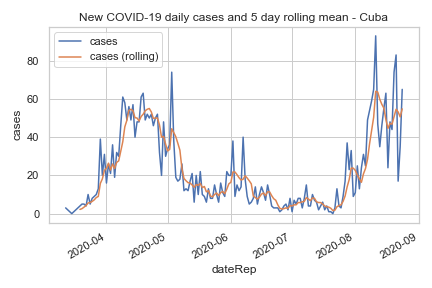 New COVID-19 daily cases and 5 day rolling mean - Cuba
cases
cases (rolling)
80
60
40
20
0
cases
2020-04
2020-05
2020-06
2020-07
2020-08
2020-09
dateRep